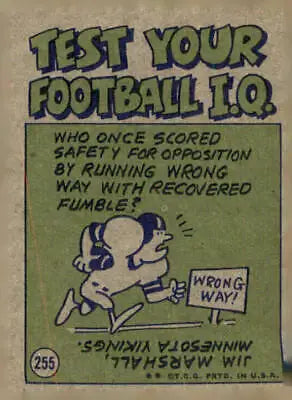 TEST YOUR
FOOTBALL I.Q.
WHO ONCE SCORED
SAFETY FOR OPPOSITION
BY RUNNING WRONG
WAY WITH RECOVERED
FUMBLE?
WRONG
WAY!
JIM MARSHALL,
MINNESOTA VIKINGS.
255
** ©T.C.G. PRTD. IN U.S.A.